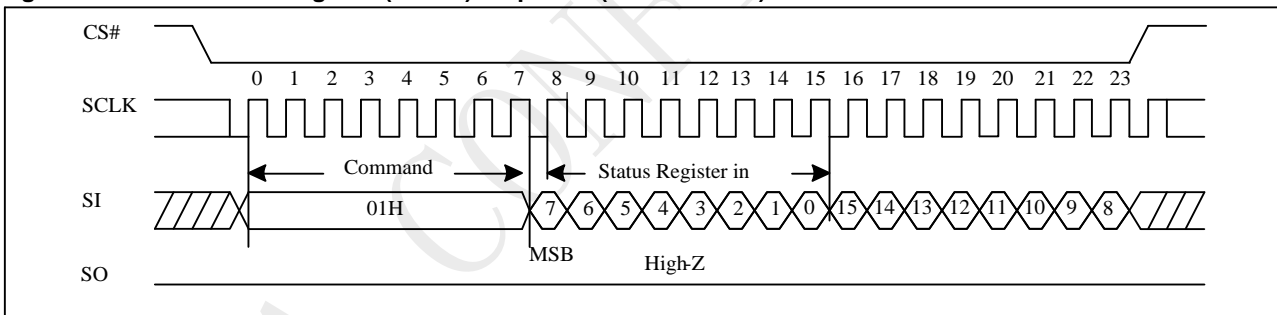 CS#
0 1 2 3 4 5 6 7 8 9 10 11 12 13 14 15 16 17 18 19 20 21 22 23
SCLK
Command
Status Register in
SI
01H
7 6 5 4 3 2 1 0 15 14 13 12 11 10 9 8
MSB
High-Z
SO